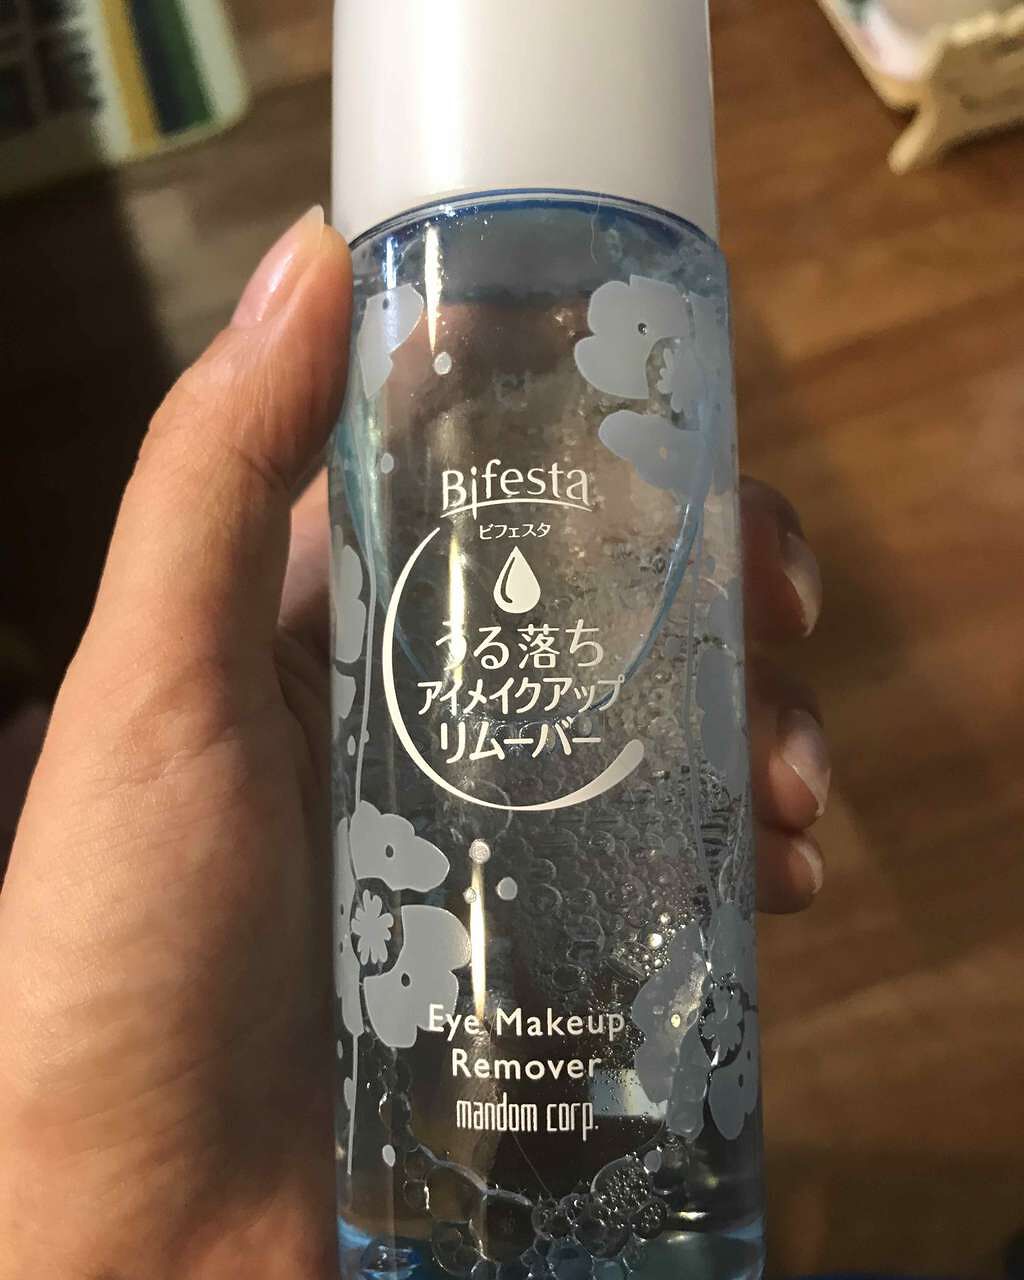 Bifesta
ビフェスタ
うる落ち
アイメイクアップ
リムーバー
Eye Makeup
Remover
mandom corp.